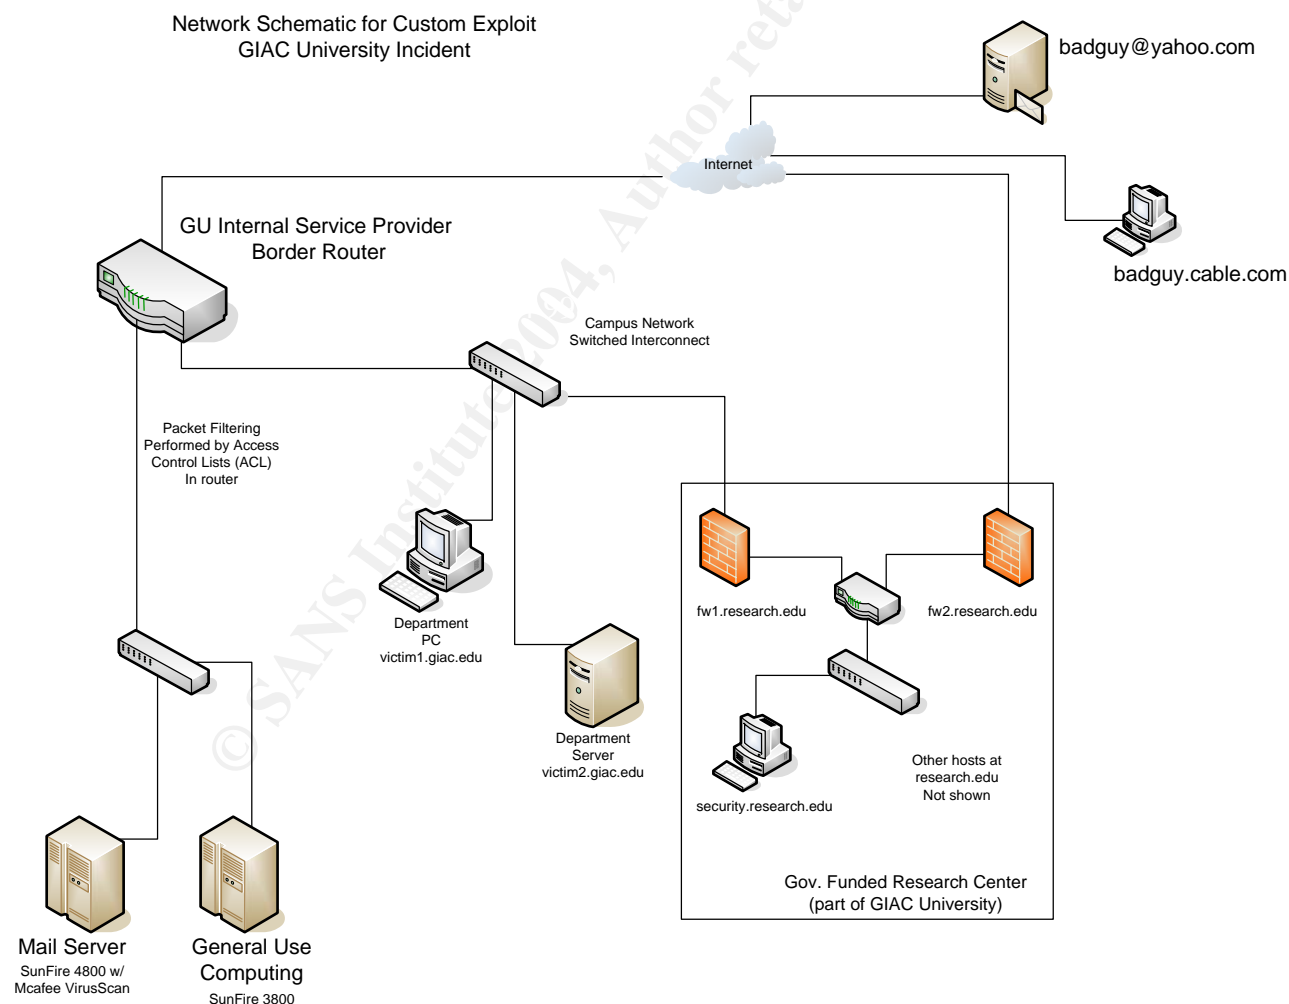 Network Schematic for Custom Exploit
GIAC University Incident
badguy@yahoo.com
Internet
badguy.cable.com
GU Internal Service Provider
Border Router
Campus Network
Switched Interconnect
Packet Filtering
Performed by Access
Control Lists (ACL)
In router
Department
PC
victim1.giac.edu
Department
Server
victim2.giac.edu
fw1.research.edu
fw2.research.edu
security.research.edu
Other hosts at
research.edu
Not shown
Gov. Funded Research Center
(part of GIAC University)
Mail Server
SunFire 4800 w/
Mcafee VirusScan
General Use
Computing
SunFire 3800
© SANS Institute 2004, Author reta